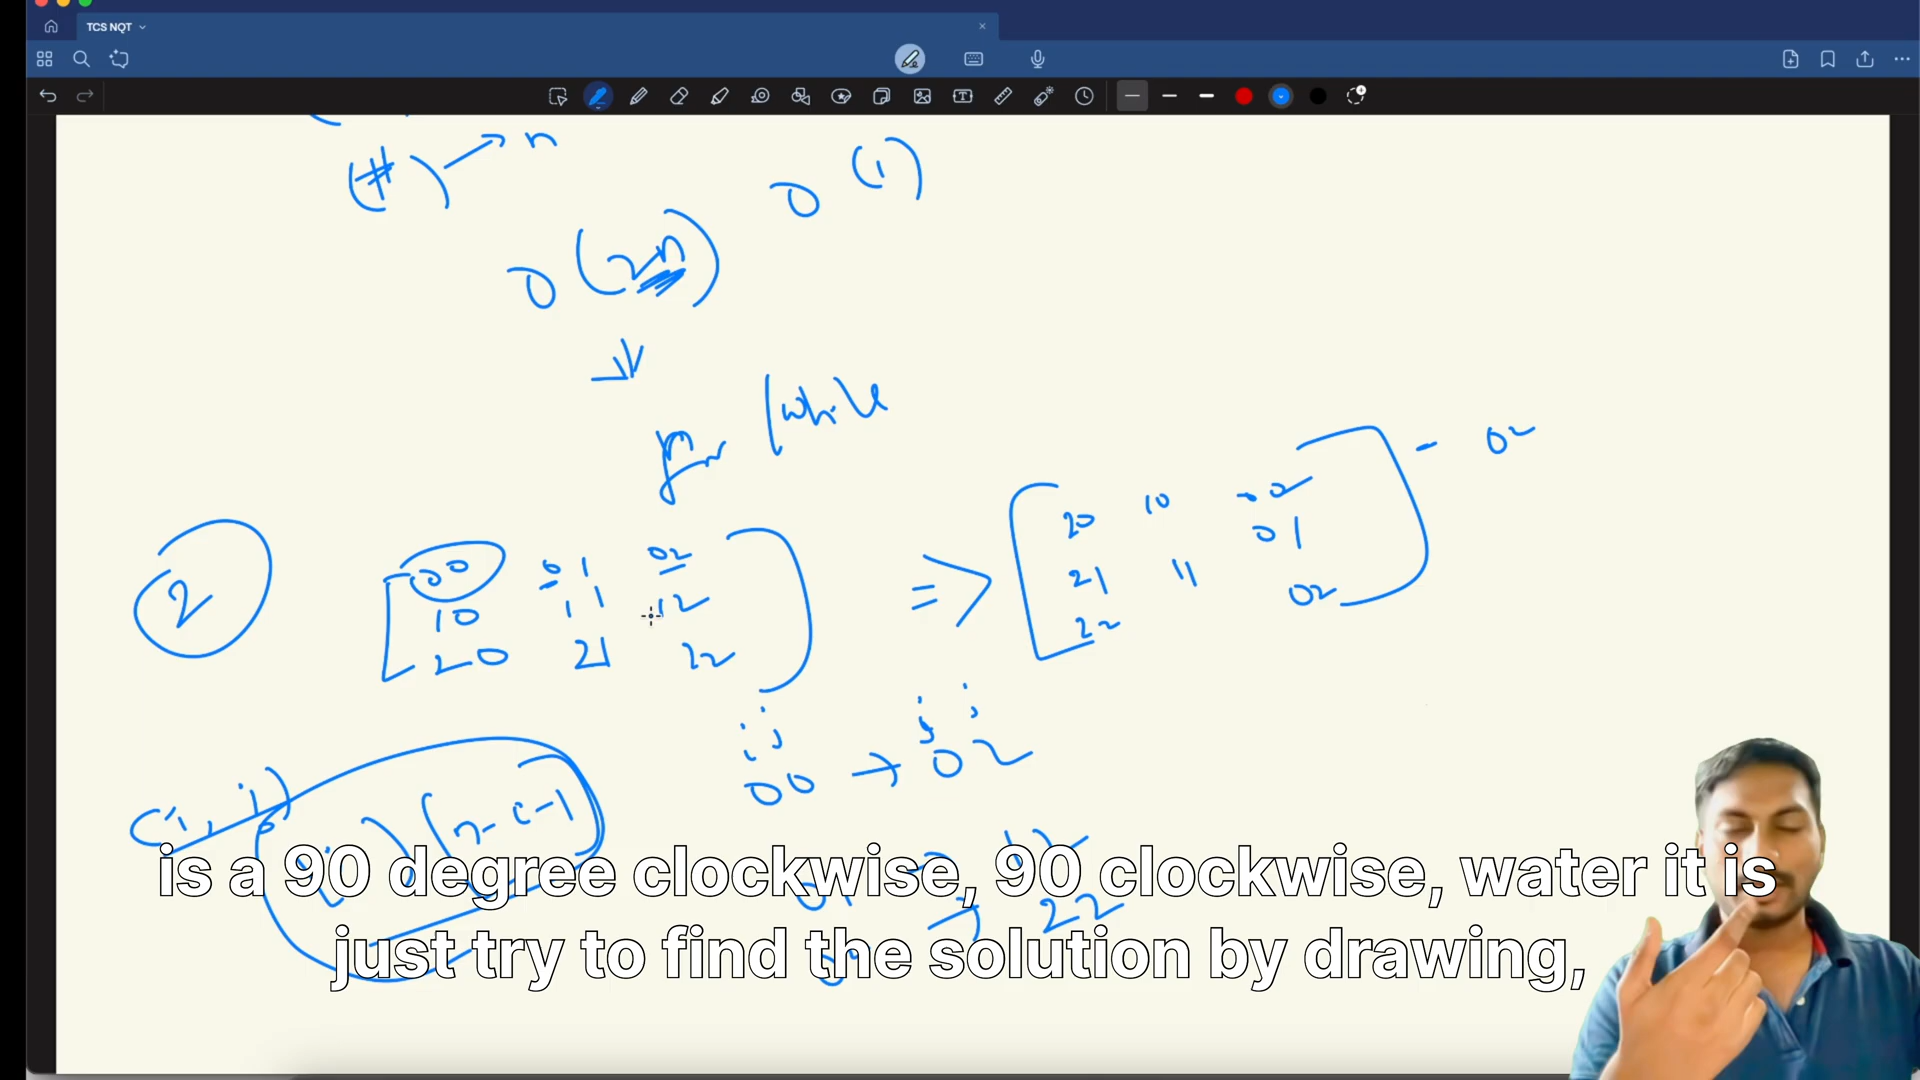 TCS NQT
(#) → n
O (1)
O (2n)
for / while
2
00 01 02
10 11 12
20 21 22
=>
20 10 00
21 11 01
22 02
- 02
i j
j j
00 → 02
(i, j)
(n-i-1)
12
→ 22
is a 90 degree clockwise, 90 clockwise, water it is
just try to find the solution by drawing,